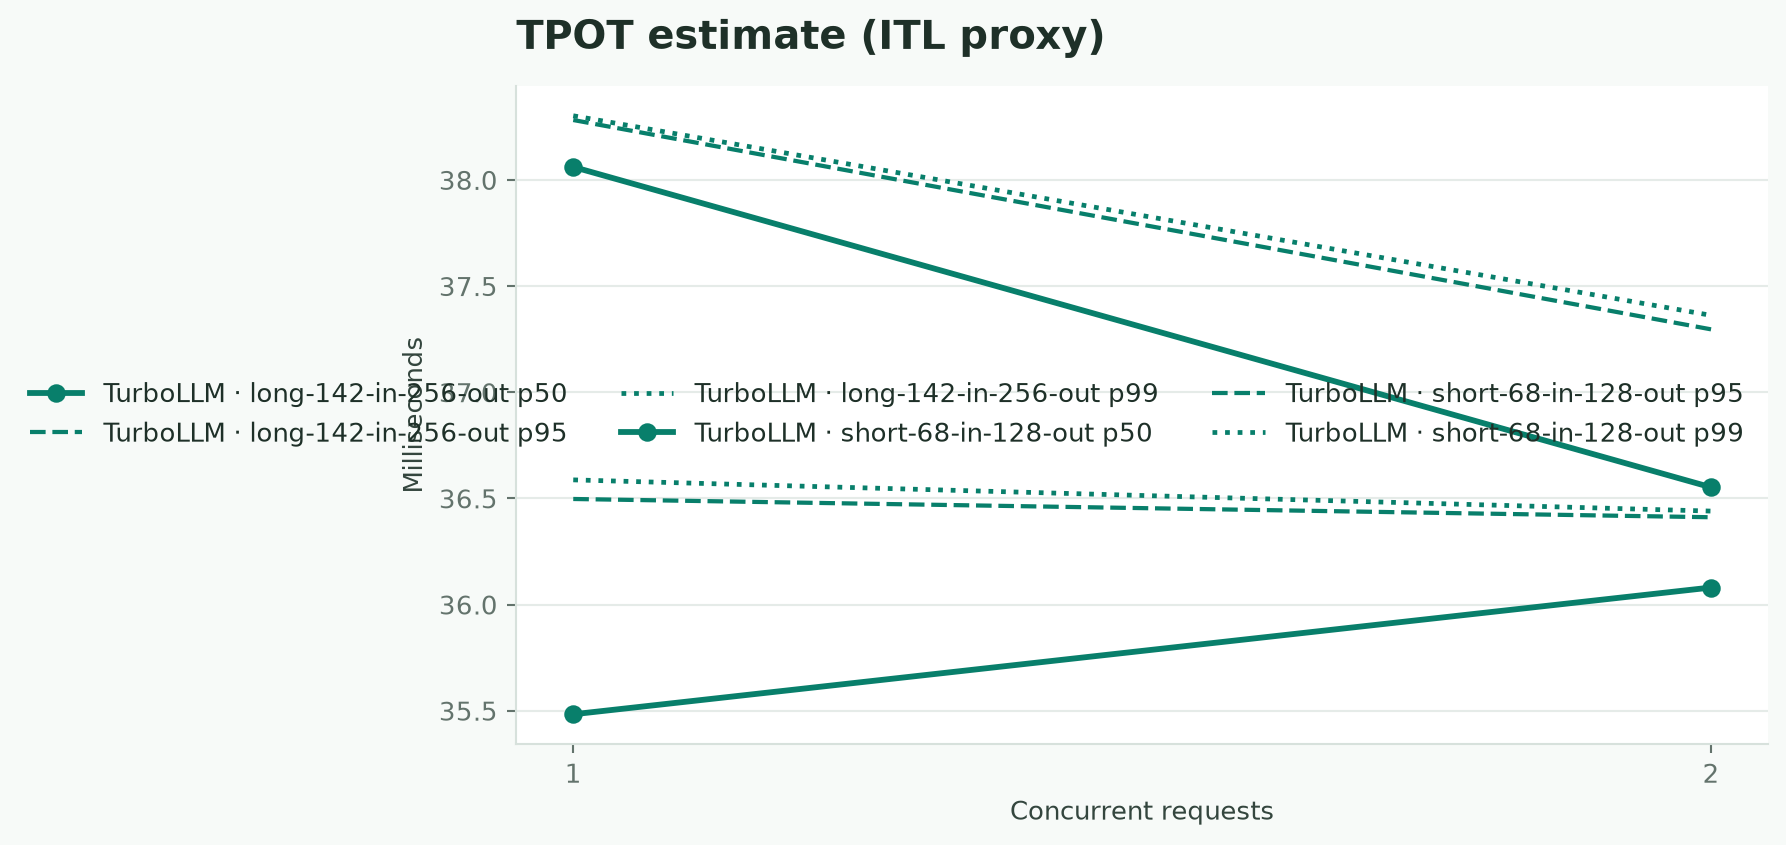 TPOT estimate (ITL proxy)
38.0
37.5
37.0
36.5
36.0
35.5
Milliseconds
TurboLLM · long-142-in-256-out p50
TurboLLM · long-142-in-256-out p95
TurboLLM · long-142-in-256-out p99
TurboLLM · short-68-in-128-out p50
TurboLLM · short-68-in-128-out p95
TurboLLM · short-68-in-128-out p99
1
2
Concurrent requests